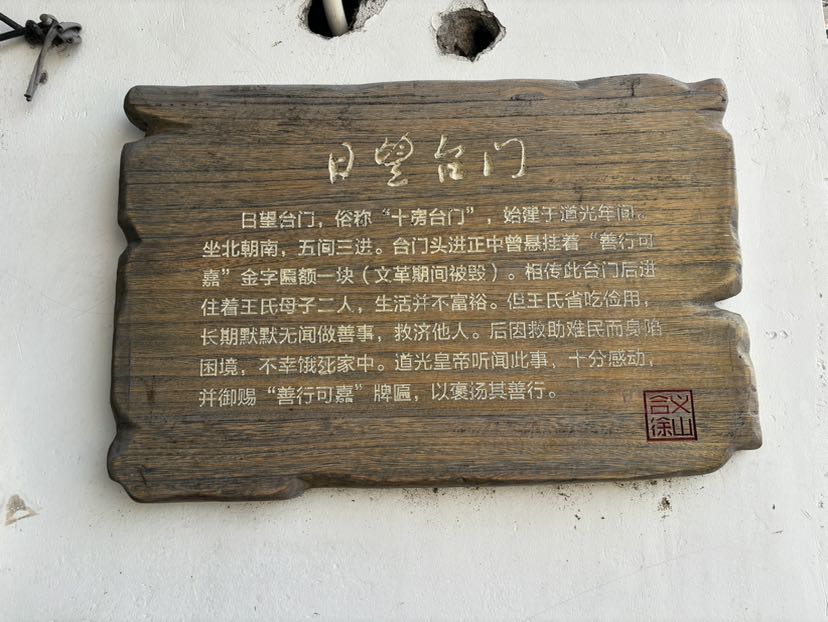 日望台门
日望台门，俗称“十房台门”，始建于道光年间。
坐北朝南，五间三进。台门头进正中曾悬挂着“善行可
嘉”金字匾额一块（文革期间被毁）。相传此台门后进
住着王氏母子二人，生活并不富裕。但王氏省吃俭用，
长期默默无闻做善事，救济他人。后因救助难民而身陷
困境，不幸饿死家中。道光皇帝听闻此事，十分感动，
并御赐“善行可嘉”牌匾，以褒扬其善行。
义山
合徐